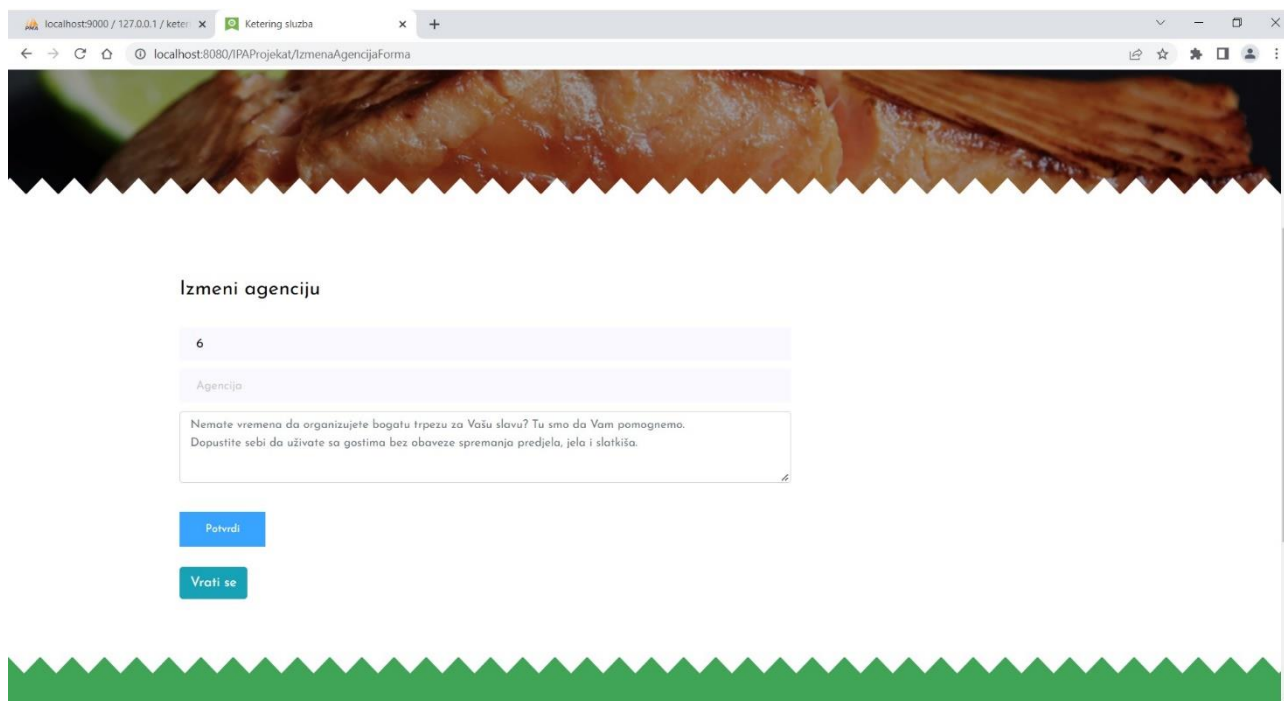 localhost:9000 / 127.0.0.1 / keter
Ketering sluzba
localhost:8080/IPAProjekat/IzmenaAgencijaForma
Izmeni agenciju
6
Agencija
Nemate vremena da organizujete bogatu trpezu za Vašu slavu? Tu smo da Vam pomognemo.
Dopustite sebi da uživate sa gostima bez obaveze spremanja predjela, jela i slatkiša.
Potvrdi
Vrati se